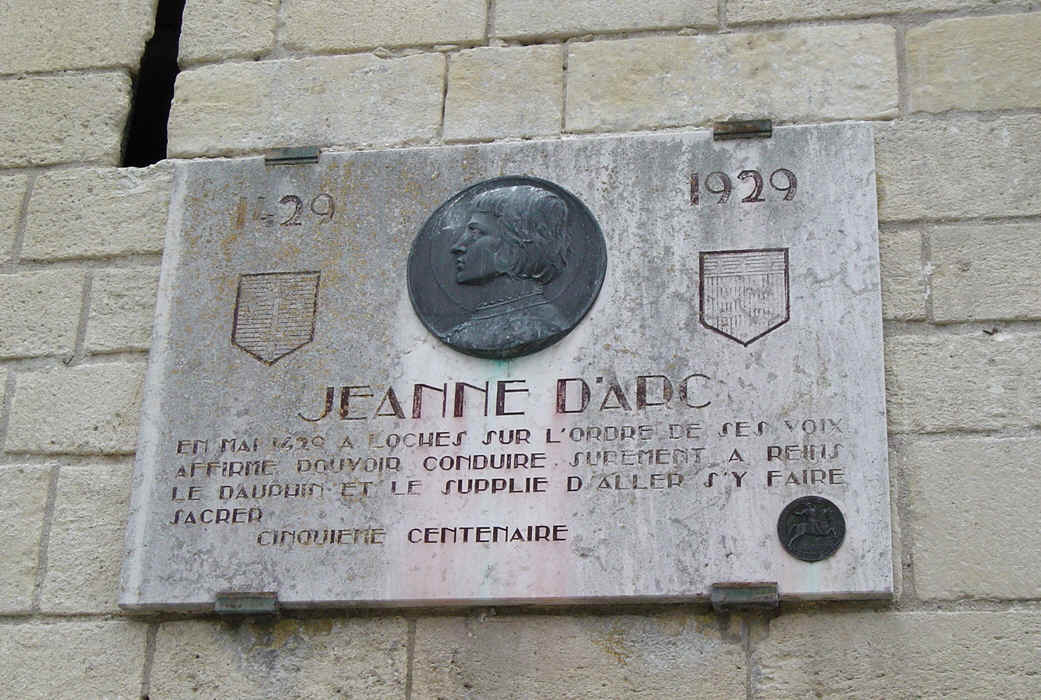 1429
1929
JEANNE D'ARC
EN MAI 1429 A LOCHES SUR L'ORDRE DE SES VOIX
AFFIRME POUVOIR CONDUIRE SUREMENT A REIMS
LE DAUPHIN ET LE SUPPLIE D'ALLER S'Y FAIRE
SACRER
CINQUIEME CENTENAIRE